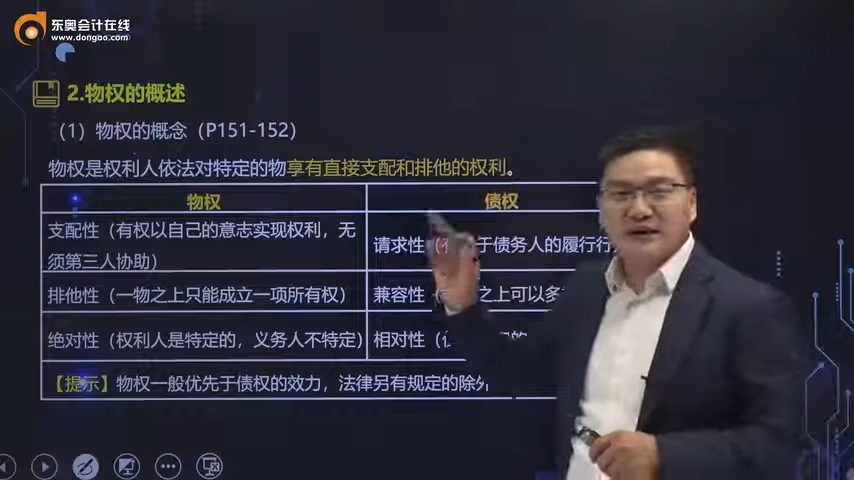 东奥会计在线
www.dongao.com
2.物权的概述
（1）物权的概念（P151-152）
物权是权利人依法对特定的物享有直接支配和排他的权利。
物权
债权
支配性（有权以自己的意志实现权利，无
须第三人协助）
请求性（
于债务人的履行行
排他性（一物之上只能成立一项所有权）
兼容性（
之上可以多
绝对性（权利人是特定的，义务人不特定）
相对性（
【提示】物权一般优先于债权的效力，法律另有规定的除外